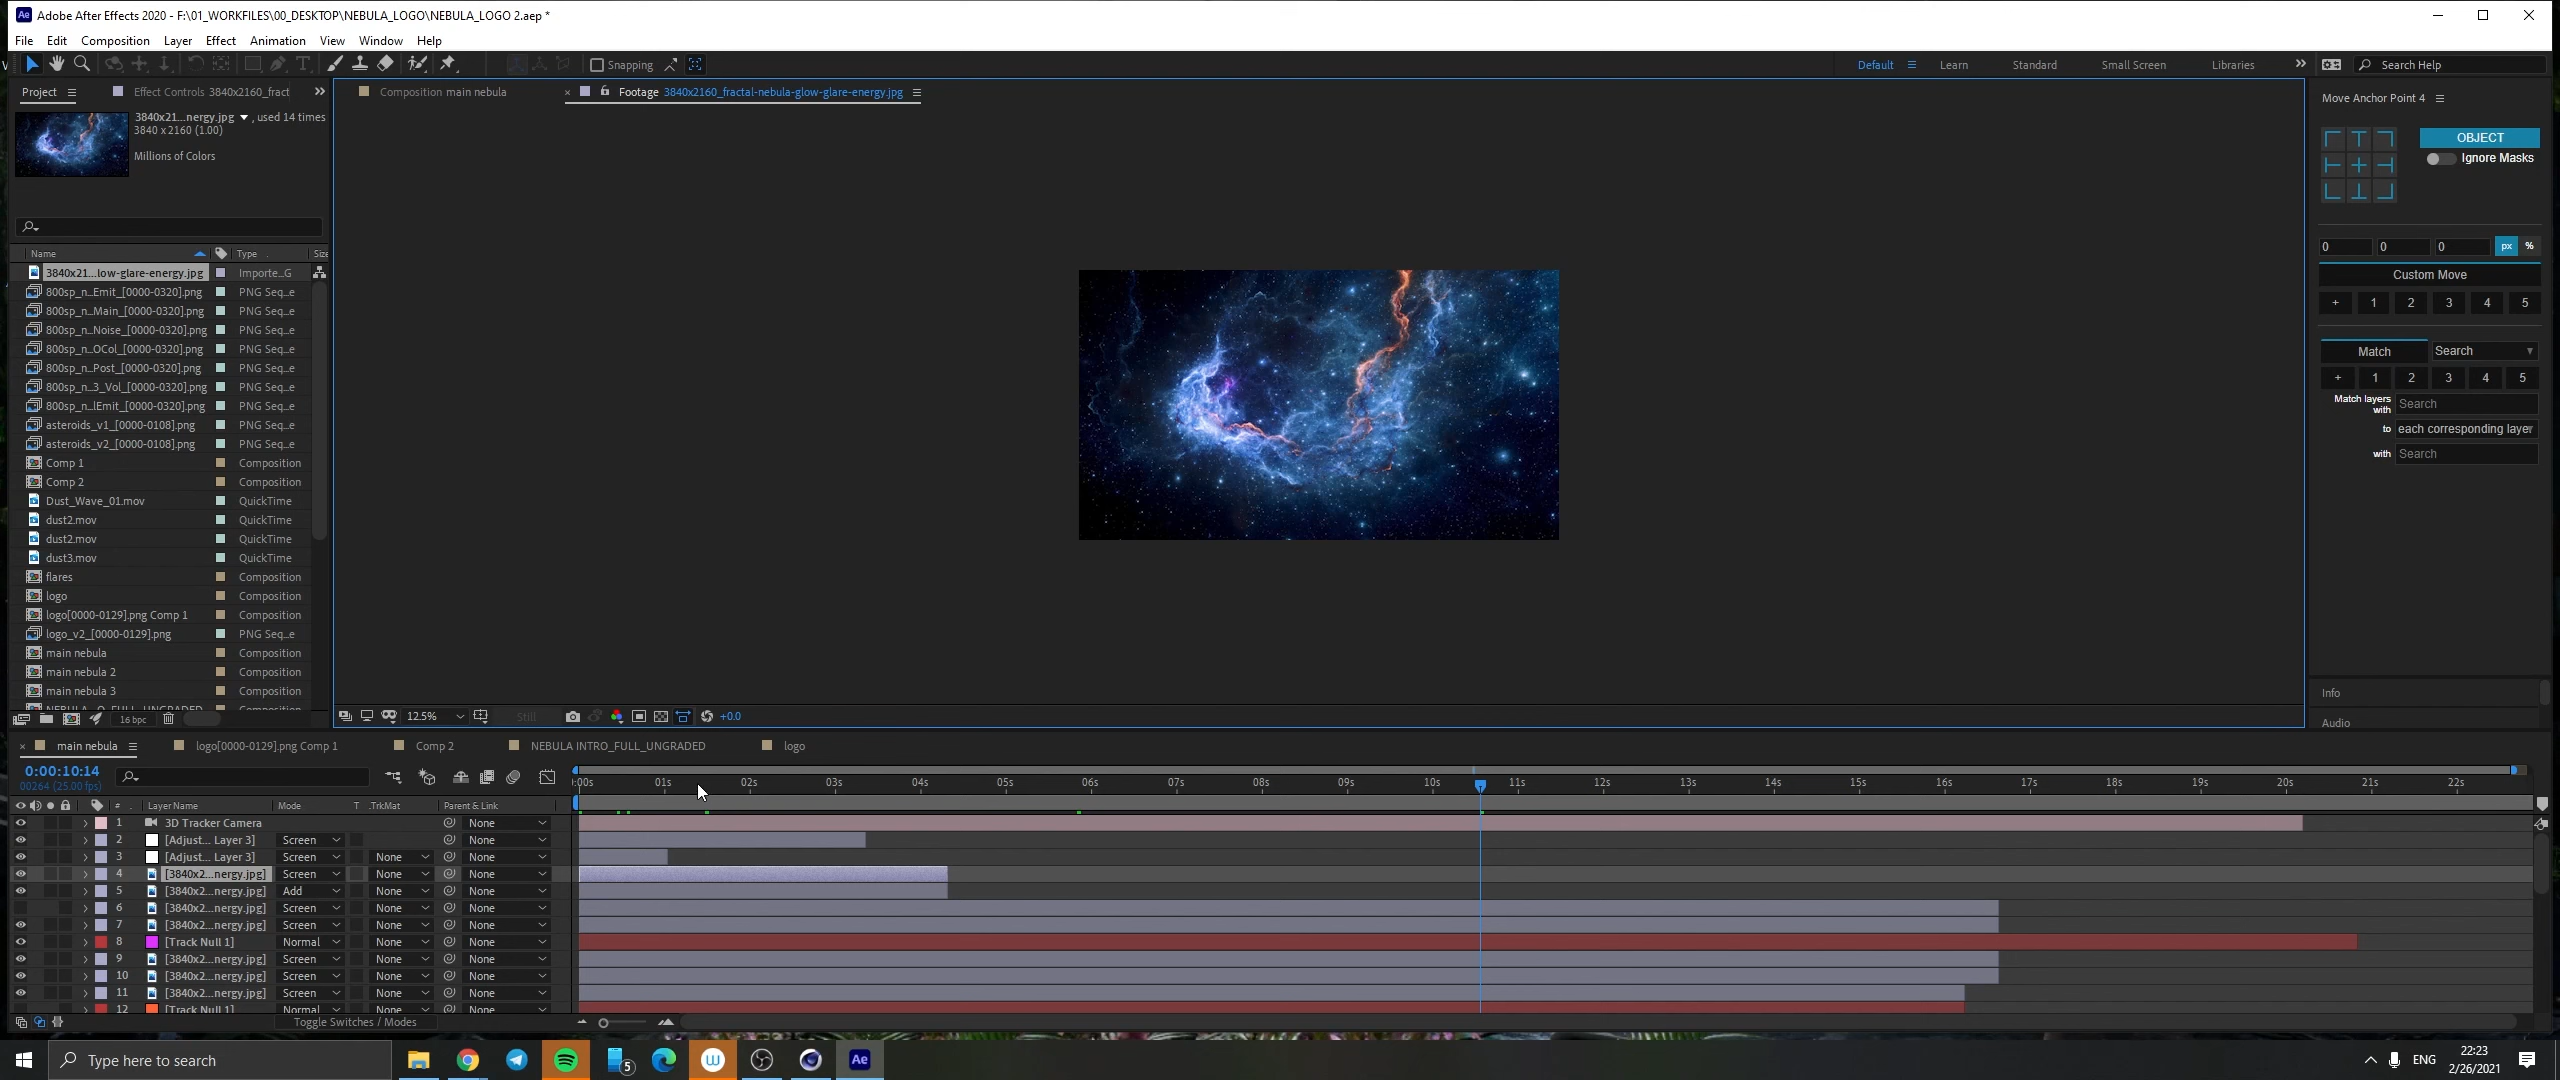 Adobe After Effects 2020 - F:\01_WORKFILES\00_DESKTOP\NEBULA_LOGO\NEBULA_LOGO 2.aep *
File Edit Composition Layer Effect Animation View Window Help
Snapping
Default Learn Standard Small Screen Libraries Search Help
Project Effect Controls 3840x2160_fract
Composition main nebula
Footage 3840x2160_fractal-nebula-glow-glare-energy.jpg
3840x21...nergy.jpg , used 14 times
3840 x 2160 (1.00)
Millions of Colors
Name Type Size
3840x21...low-glare-energy.jpg Importe...G
800sp_n...Emit_[0000-0320].png PNG Seq...e
800sp_n...Main_[0000-0320].png PNG Seq...e
800sp_n...Noise_[0000-0320].png PNG Seq...e
800sp_n...OCol_[0000-0320].png PNG Seq...e
800sp_n...Post_[0000-0320].png PNG Seq...e
800sp_n...3_Vol_[0000-0320].png PNG Seq...e
800sp_n...lEmit_[0000-0320].png PNG Seq...e
asteroids_v1_[0000-0108].png PNG Seq...e
asteroids_v2_[0000-0108].png PNG Seq...e
Comp 1 Composition
Comp 2 Composition
Dust_Wave_01.mov QuickTime
dust2.mov QuickTime
dust2.mov QuickTime
dust3.mov QuickTime
flares Composition
logo Composition
logo[0000-0129].png Comp 1 Composition
logo_v2_[0000-0129].png PNG Seq...e
main nebula Composition
main nebula 2 Composition
main nebula 3 Composition
16 bpc
12.5% Still +0.0
Move Anchor Point 4
OBJECT
Ignore Masks
0 0 0 px %
Custom Move
+ 1 2 3 4 5
Match Search
+ 1 2 3 4 5
Match layers with Search
to each corresponding layer
with Search
Info
Audio
main nebula logo[0000-0129].png Comp 1 Comp 2 NEBULA INTRO_FULL_UNGRADED logo
0:00:10:14
00264 (25.00 fps)
:00s 01s 02s 03s 04s 05s 06s 07s 08s 09s 10s 11s 12s 13s 14s 15s 16s 17s 18s 19s 20s 21s 22s
# Layer Name Mode T .TrkMat Parent & Link
1 3D Tracker Camera None
2 [Adjust... Layer 3] Screen None
3 [Adjust... Layer 3] Screen None None
4 [3840x2...nergy.jpg] Screen None None
5 [3840x2...nergy.jpg] Add None None
6 [3840x2...nergy.jpg] Screen None None
7 [3840x2...nergy.jpg] Screen None None
8 [Track Null 1] Normal None None
9 [3840x2...nergy.jpg] Screen None None
10 [3840x2...nergy.jpg] Screen None None
11 [3840x2...nergy.jpg] Screen None None
12 [Track Null 1] Normal None None
Toggle Switches / Modes
Type here to search
5
ENG
22:23
2/26/2021